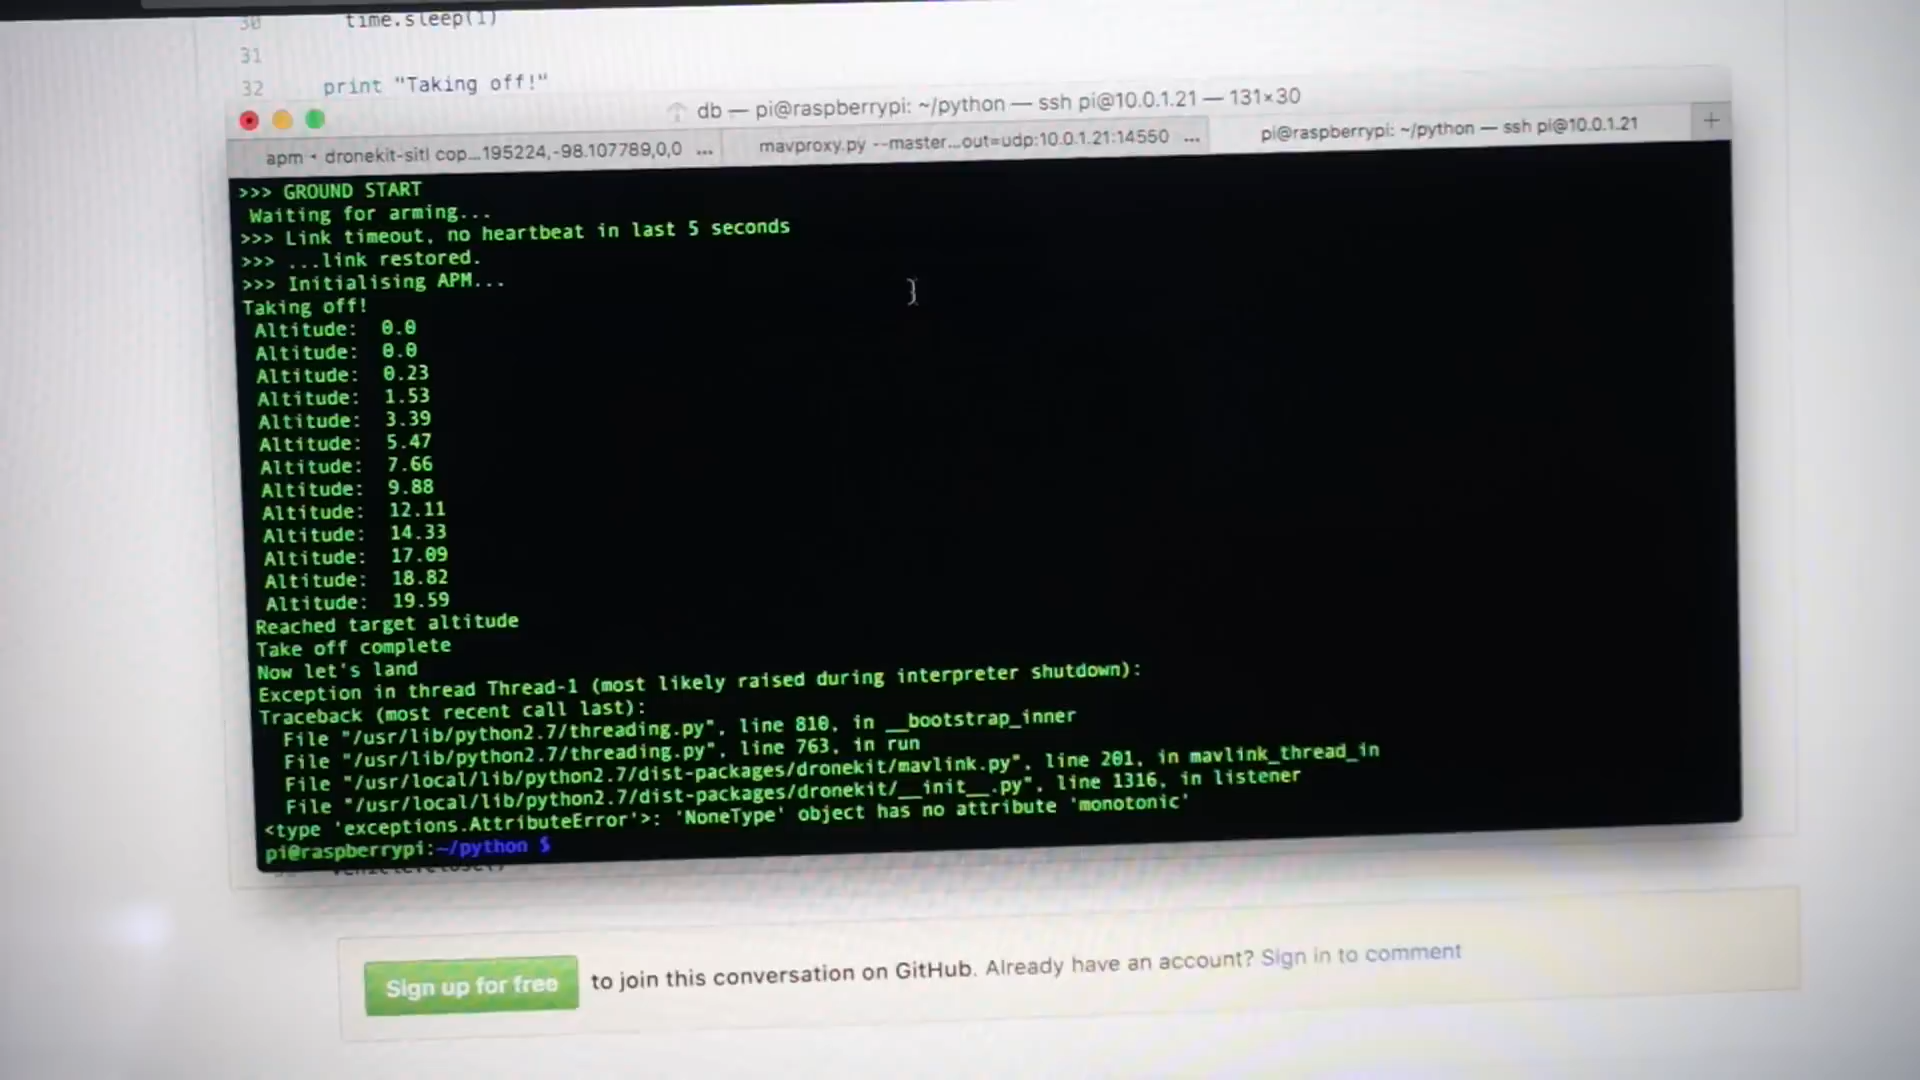 30 time.sleep(1)
31
32 print "Taking off!"
db — pi@raspberrypi: ~/python — ssh pi@10.0.1.21 — 131×30
apm • dronekit-sitl cop...195224,-98.107789,0,0 ...
mavproxy.py --master...out=udp:10.0.1.21:14550 ...
pi@raspberrypi: ~/python — ssh pi@10.0.1.21
+
>>> GROUND START
Waiting for arming...
>>> Link timeout, no heartbeat in last 5 seconds
>>> ...link restored.
>>> Initialising APM...
Taking off!
Altitude: 0.0
Altitude: 0.0
Altitude: 0.23
Altitude: 1.53
Altitude: 3.39
Altitude: 5.47
Altitude: 7.66
Altitude: 9.88
Altitude: 12.11
Altitude: 14.33
Altitude: 17.09
Altitude: 18.82
Altitude: 19.59
Reached target altitude
Take off complete
Now let's land
Exception in thread Thread-1 (most likely raised during interpreter shutdown):
Traceback (most recent call last):
File "/usr/lib/python2.7/threading.py", line 810, in __bootstrap_inner
File "/usr/lib/python2.7/threading.py", line 763, in run
File "/usr/local/lib/python2.7/dist-packages/dronekit/mavlink.py", line 201, in mavlink_thread_in
File "/usr/local/lib/python2.7/dist-packages/dronekit/__init__.py", line 1316, in listener
<type 'exceptions.AttributeError'>: 'NoneType' object has no attribute 'monotonic'
pi@raspberrypi:~/python $
Sign up for free to join this conversation on GitHub. Already have an account? Sign in to comment